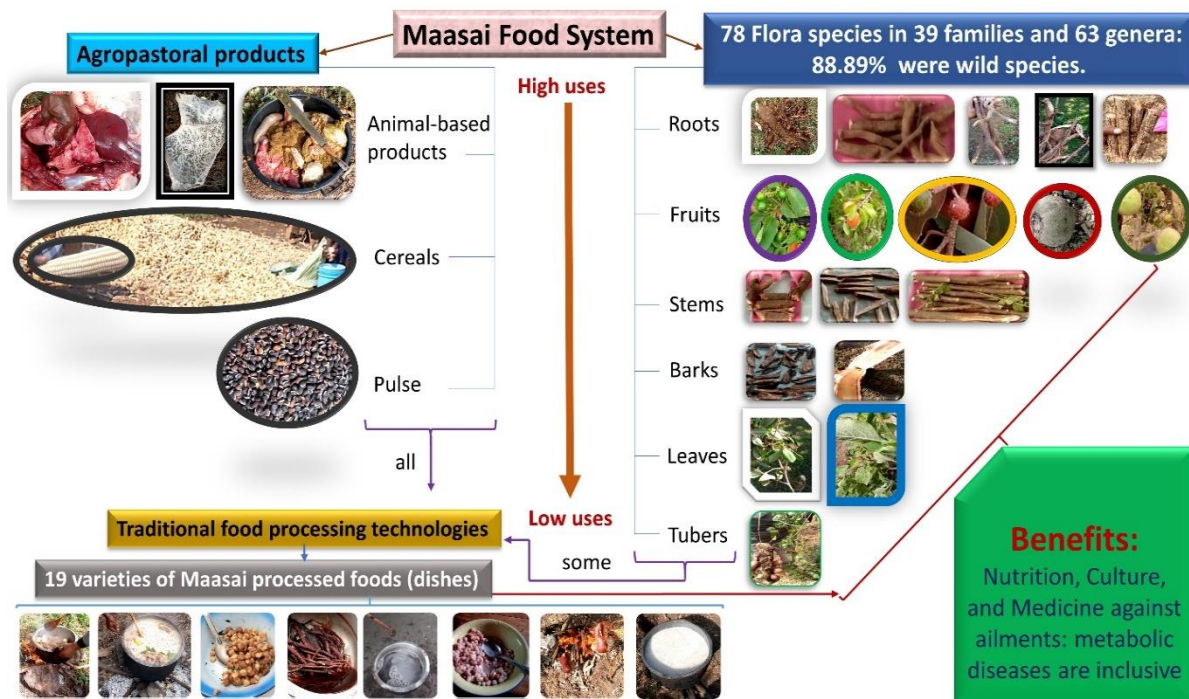 Maasai Food System
Agropastoral products
78 Flora species in 39 families and 63 genera:
88.89% were wild species.
High uses
Animal-based
products
Cereals
Pulse
all
Roots
Fruits
Stems
Barks
Leaves
Tubers
Low uses
some
Traditional food processing technologies
19 varieties of Maasai processed foods (dishes)
Benefits:
Nutrition, Culture,
and Medicine against
ailments: metabolic
diseases are inclusive